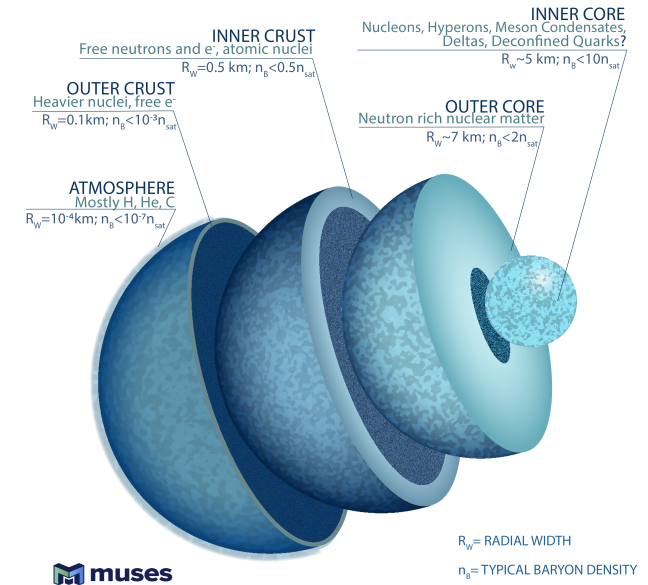 INNER CORE
Nucleons, Hyperons, Meson Condensates,
Deltas, Deconfined Quarks?
R_w~5 km; n_B<10n_sat
INNER CRUST
Free neutrons and e⁻, atomic nuclei
R_W=0.5 km; n_B<0.5n_sat
OUTER CRUST
Heavier nuclei, free e⁻
R_W=0.1km; n_B<10⁻³n_sat
OUTER CORE
Neutron rich nuclear matter
R_W~7 km; n_B<2n_sat
ATMOSPHERE
Mostly H, He, C
R_W=10⁻⁴km; n_B<10⁻⁷n_sat
R_W= RADIAL WIDTH
n_B= TYPICAL BARYON DENSITY
muses